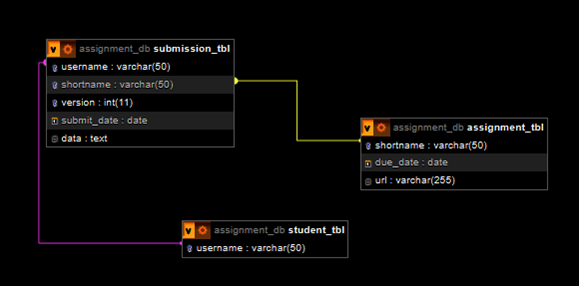 v assignment_db submission_tbl
username : varchar(50)
shortname : varchar(50)
version : int(11)
submit_date : date
data : text
v assignment_db assignment_tbl
shortname : varchar(50)
due_date : date
url : varchar(255)
v assignment_db student_tbl
username : varchar(50)